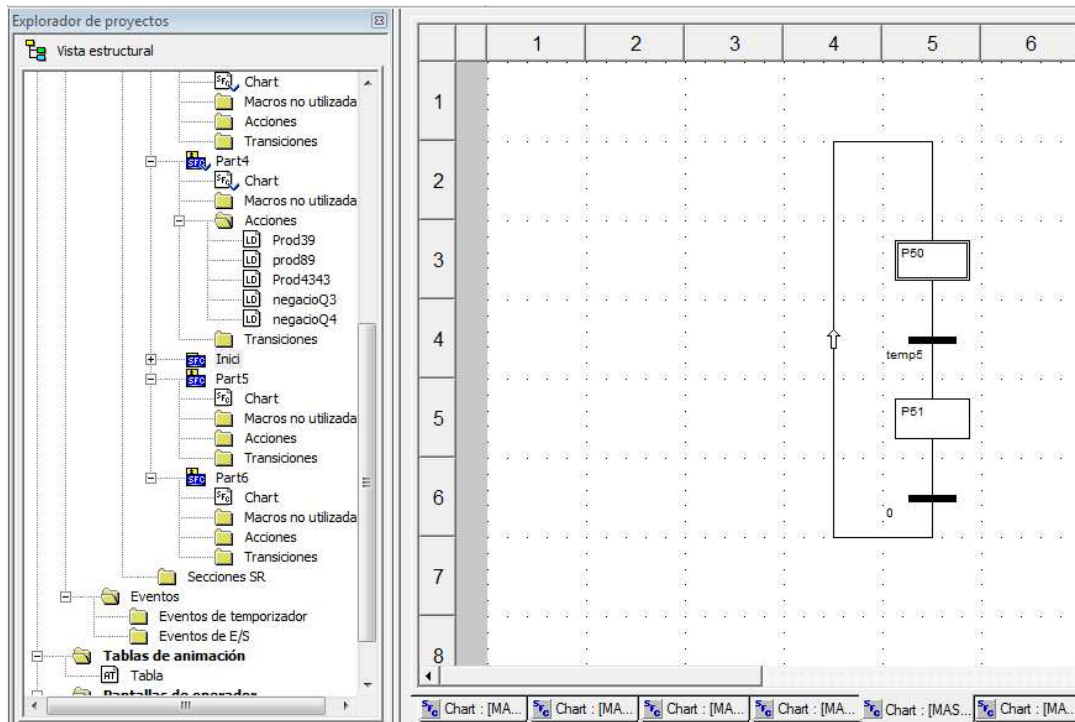 Explorador de proyectos
Vista estructural
Chart
Macros no utilizada
Acciones
Transiciones
Part4
Chart
Macros no utilizada
Acciones
Prod39
prod89
Prod4343
negacioQ3
negacioQ4
Transiciones
Inici
Part5
Chart
Macros no utilizada
Acciones
Transiciones
Part6
Chart
Macros no utilizada
Acciones
Transiciones
Secciones SR
Eventos
Eventos de temporizador
Eventos de E/S
Tablas de animación
Tabla
Pantallas de operador
1 2 3 4 5 6
1
2
3
4
5
6
7
8
P50
temp5
P51
0
Chart : [MA...
Chart : [MA...
Chart : [MA...
Chart : [MA...
Chart : [MAS...
Chart : [MA...